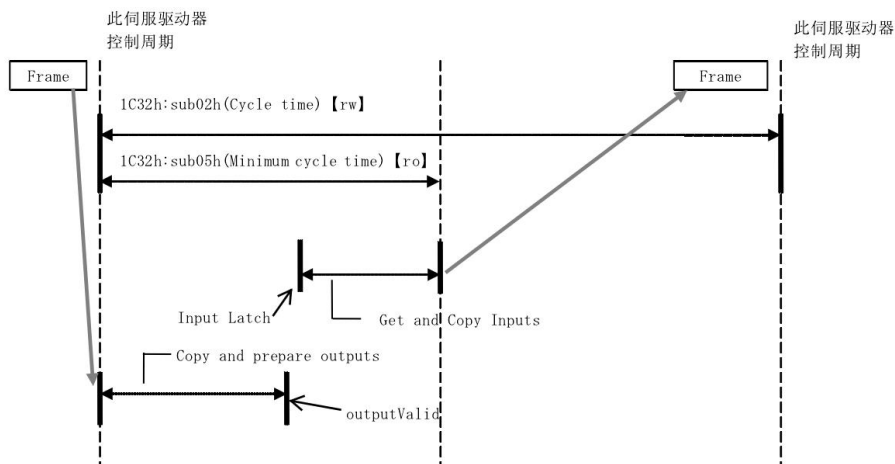 此伺服驱动器
控制周期
此伺服驱动器
控制周期
Frame
Frame
1C32h:sub02h(Cycle time)【rw】
1C32h:sub05h(Minimum cycle time)【ro】
Input Latch
Get and Copy Inputs
Copy and prepare outputs
outputValid